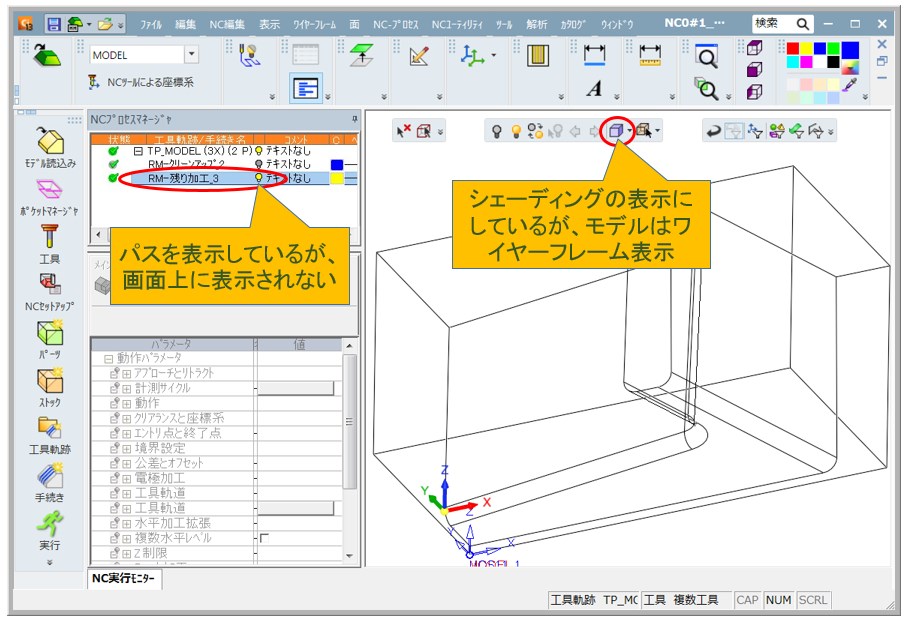 ファイル 編集 NC編集 表示 ワイヤーフレーム 面 NC-プロセス NCユーティリティ ツール 解析 カタログ ウィンドウ NC0#1_… 検索
MODEL
NCツールによる座標系
A
NCプロセスマネージャ
状態 工具軌跡/手続き名 コメント C
TP_MODEL (3X) (2 P) テキストなし
RM-クリーンアップ 2 テキストなし
RM-残り加工_3 テキストなし
モデル読込み
ポケットマネージャ
工具
NCセットアップ
パーツ
ストック
工具軌跡
手続き
実行
パスを表示しているが、
画面上に表示されない
シェーディングの表示に
しているが、モデルはワ
イヤーフレーム表示
パラメータ 値
動作パラメータ
アプローチとリトラクト
計測サイクル
動作
クリアランスと座標系
エントリ点と終了点
境界設定
公差とオフセット
電極加工
工具軌道
工具軌道
水平加工拡張
複数水平レベル
Z制限
Z
Y
X
Z
Y
X
MODEL 1
NC実行モニター
工具軌跡 TP_MC 工具 複数工具 CAP NUM SCRL